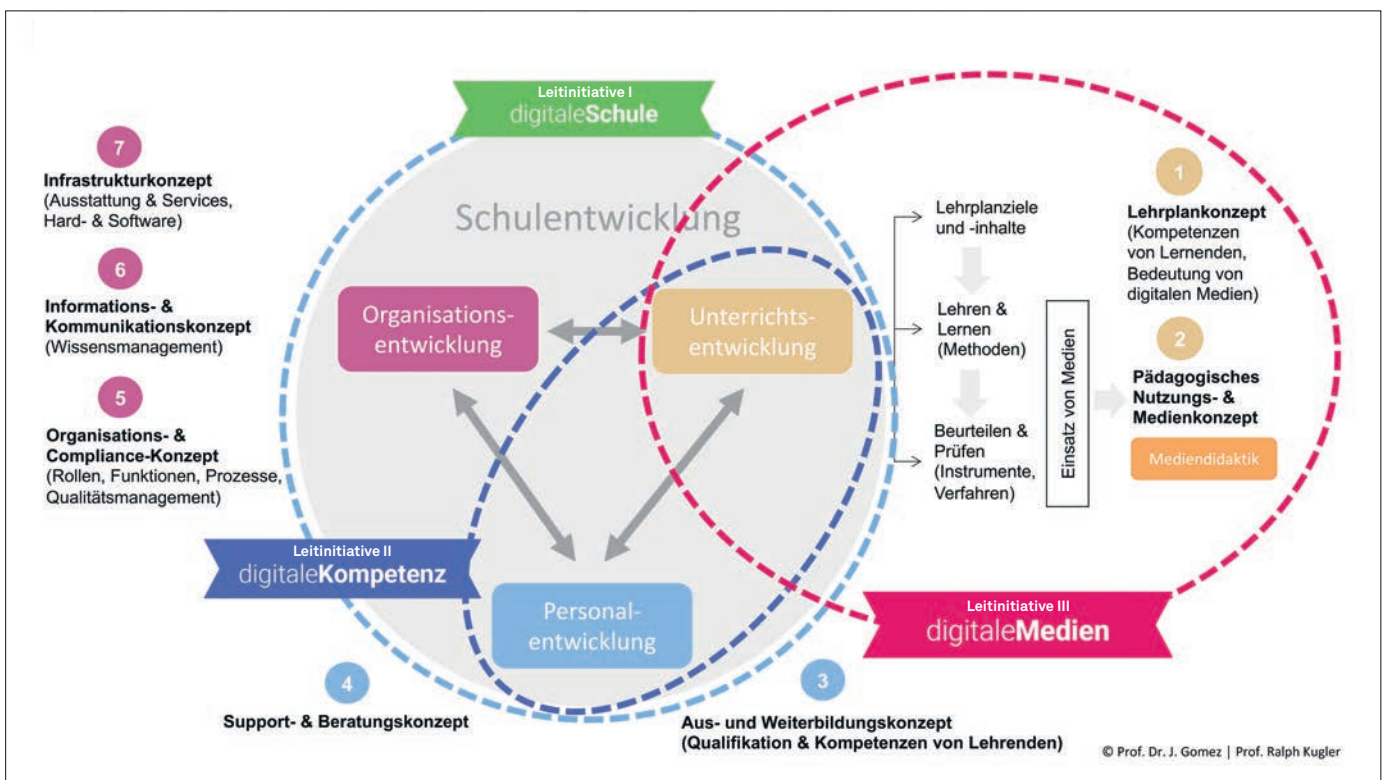 Leitinitiative I
digitaleSchule
7
Infrastrukturkonzept
(Ausstattung & Services,
Hard- & Software)
6
Informations- &
Kommunikationskonzept
(Wissensmanagement)
5
Organisations- &
Compliance-Konzept
(Rollen, Funktionen, Prozesse,
Qualitätsmanagement)
Schulentwicklung
Organisations-
entwicklung
Unterrichts-
entwicklung
Personal-
entwicklung
Leitinitiative II
digitaleKompetenz
4
Support- & Beratungskonzept
3
Aus- und Weiterbildungskonzept
(Qualifikation & Kompetenzen von Lehrenden)
Lehrplanziele
und -inhalte
Lehren &
Lernen
(Methoden)
Beurteilen &
Prüfen
(Instrumente,
Verfahren)
Einsatz von Medien
1
Lehrplankonzept
(Kompetenzen
von Lernenden,
Bedeutung von
digitalen Medien)
2
Pädagogisches
Nutzungs- &
Medienkonzept
Mediendidaktik
Leitinitiative III
digitaleMedien
© Prof. Dr. J. Gomez | Prof. Ralph Kugler